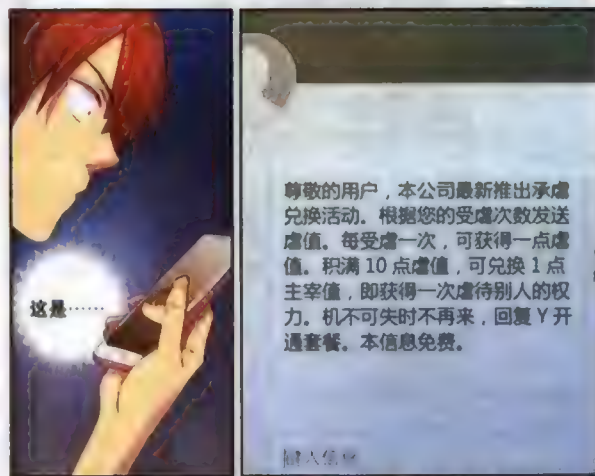 这是……
尊敬的用户，本公司最新推出承虐
兑换活动。根据您的受虐次数发送
虐值。每受虐一次，可获得一点虐
值。积满 10 点虐值，可兑换 1 点
主宰值，即获得一次虐待别人的权
力。机不可失时不再来，回复 Y 开
通套餐。本信息免费。